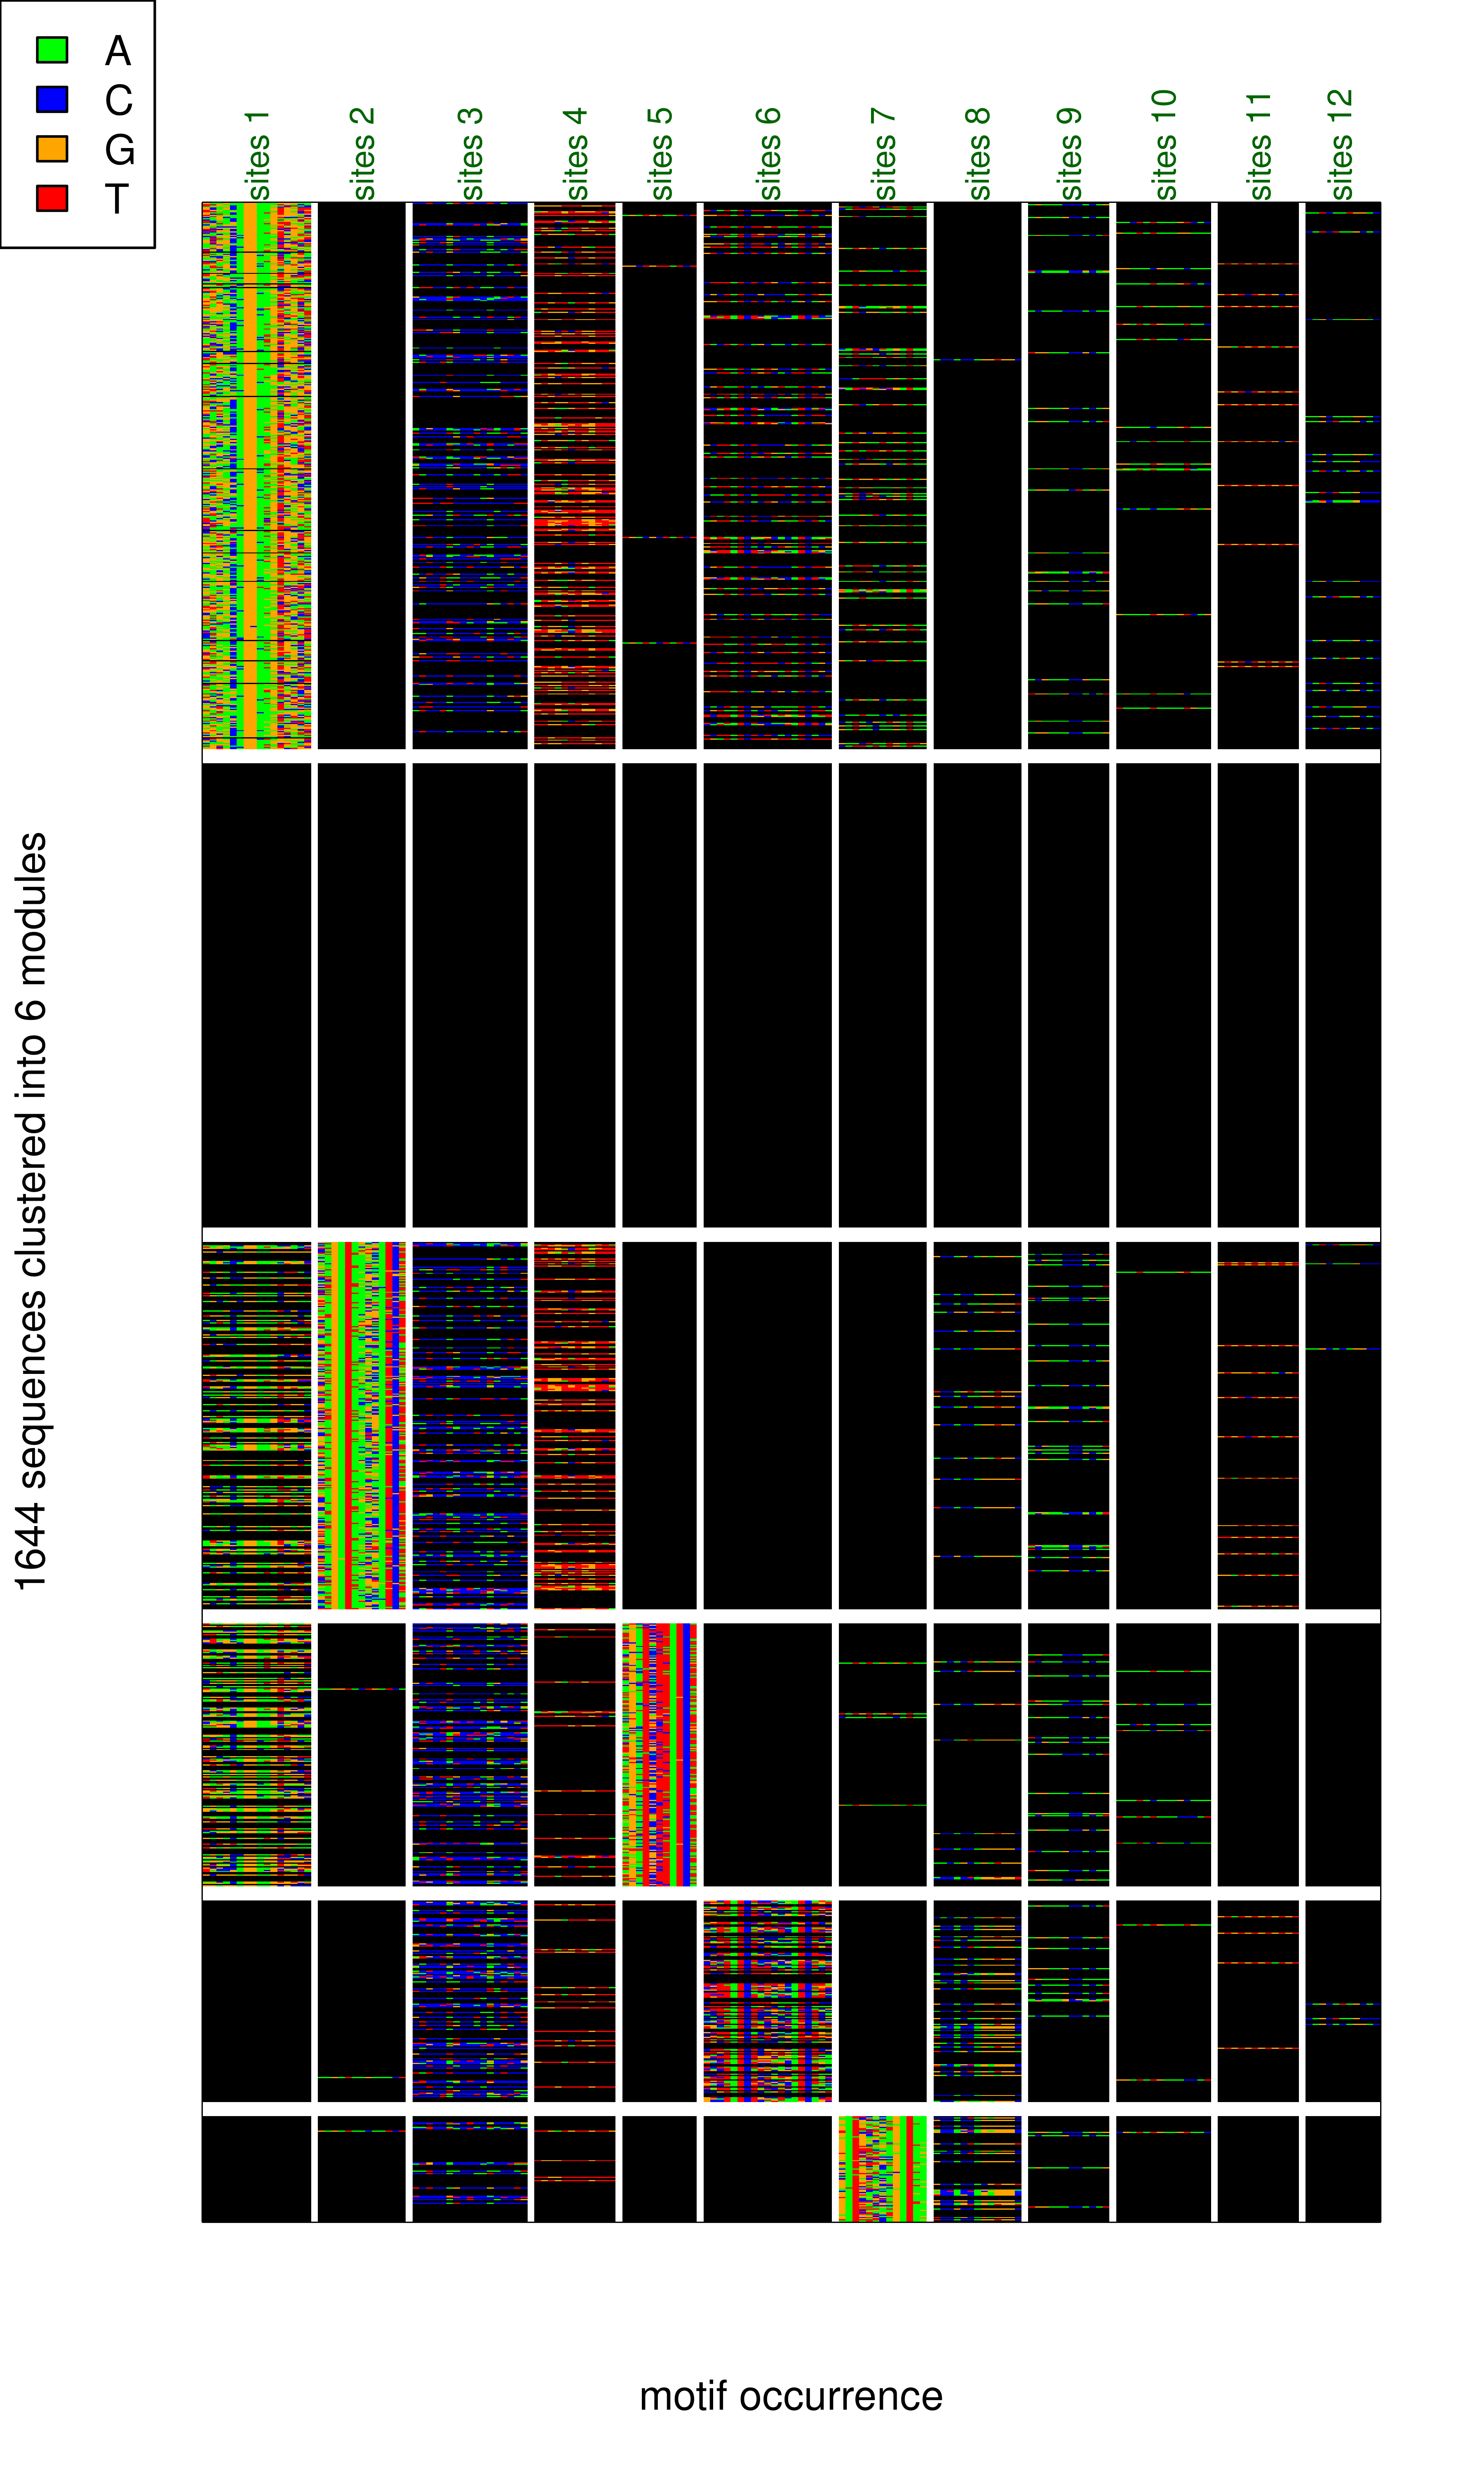 A
C
G
T
sites 1
sites 2
sites 3
sites 4
sites 5
sites 6
sites 7
sites 8
sites 9
sites 10
sites 11
sites 12
1644 sequences clustered into 6 modules
motif occurrence